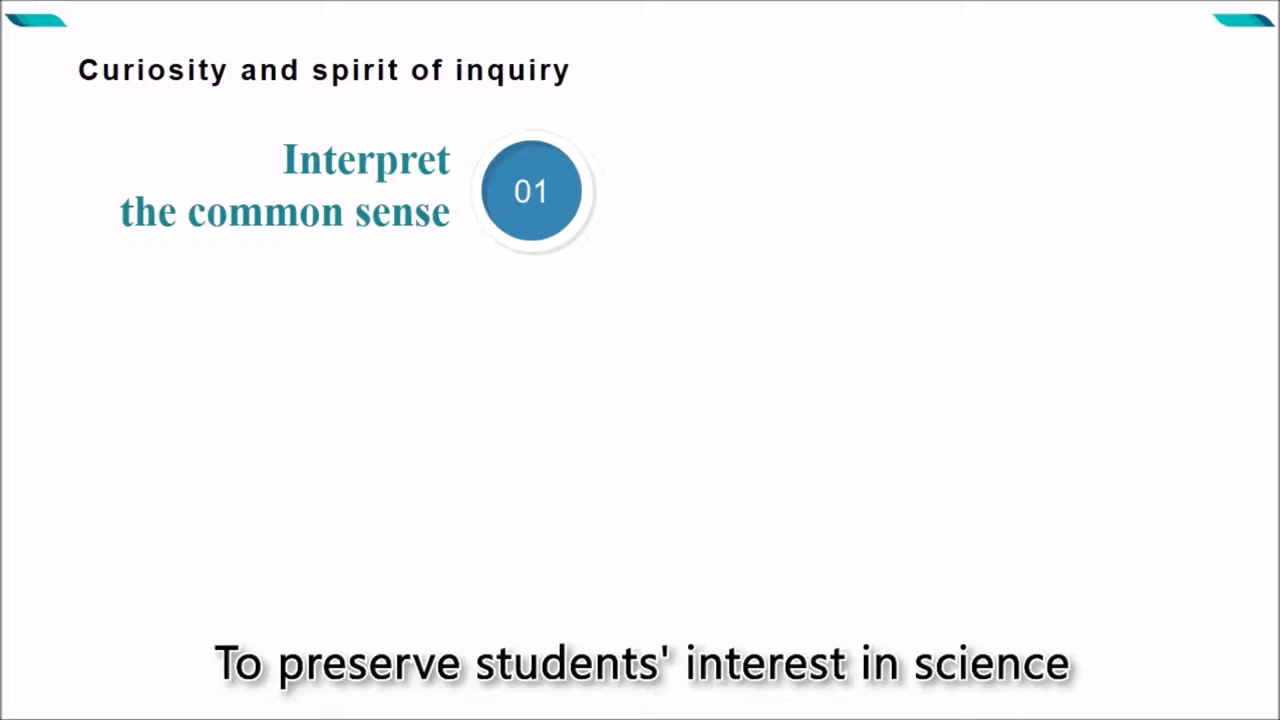 Curiosity and spirit of inquiry
Interpret
the common sense
01
To preserve students' interest in science